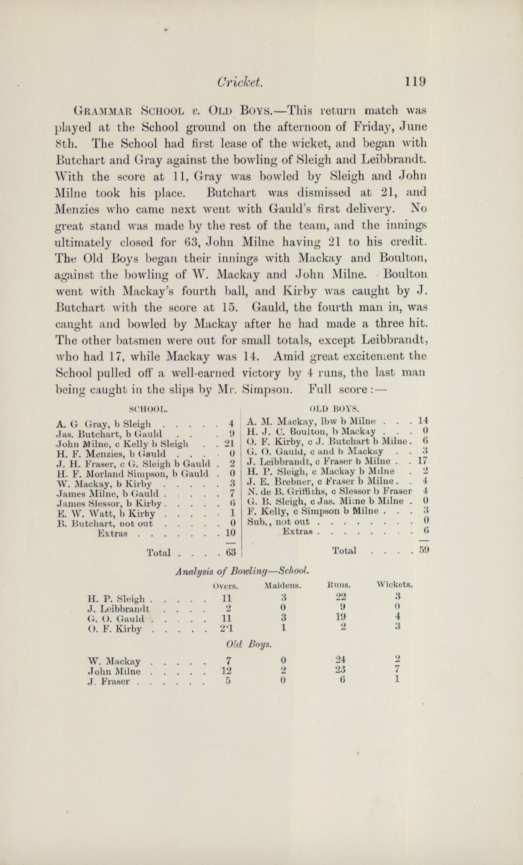 Cricket. 119
GRAMMAR SCHOOL v. OLD BOYS.—This return match was
played at the School ground on the afternoon of Friday, June
8th. The School had first lease of the wicket, and began with
Butchart and Gray against the bowling of Sleigh and Leibbrandt.
With the score at 11, Gray was bowled by Sleigh and John
Milne took his place. Butchart was dismissed at 21, and
Menzies who came next went with Gauld's first delivery. No
great stand was made by the rest of the team, and the innings
ultimately closed for 63, John Milne having 21 to his credit.
The Old Boys began their innings with Mackay and Boulton,
against the bowling of W. Mackay and John Milne. Boulton
went with Mackay's fourth ball, and Kirby was caught by J.
Butchart with the score at 15. Gauld, the fourth man in, was
caught and bowled by Mackay after he had made a three hit.
The other batsmen were out for small totals, except Leibbrandt,
who had 17, while Mackay was 14. Amid great excitement the
School pulled off a well-earned victory by 4 runs, the last man
being caught in the slips by Mr. Simpson. Full score:—
SCHOOL.
A. G Gray, b Sleigh . . . . . 4
Jas. Butchart, b Gauld . . . . 9
John Milne, c Kelly b Sleigh . . 21
H. F. Menzies, b Gauld . . . . 0
J. H. Fraser, c G. Sleigh b Gauld . 2
H. F. Morland Simpson, b Gauld . 0
W. Mackay, b Kirby . . . . . 3
James Milne, b Gauld . . . . . 7
James Slessor, b Kirby . . . . . 6
E. W. Watt, b Kirby . . . . . 1
B. Butchart, not out . . . . . 0
Extras . . . . . . 10
Total . . . . 63
OLD BOYS.
A. M. Mackay, lbw b Milne . . . 14
H. J. C. Boulton, b Mackay . . . 0
O. F. Kirby, c J. Butchart b Milne . 6
G. O. Gauld, c and b Mackay . . 3
J. Leibbrandt, c Fraser b Milne . . 17
H. P. Sleigh, c Mackay b Milne . 2
J. E. Brebner, c Fraser b Milne . . 4
N. de B. Griffiths, c Slessor b Fraser 4
G. B. Sleigh, c Jas. Milne b Milne . 0
F. Kelly, c Simpson b Milne . . . 3
Sub., not out . . . . . . . . 0
Extras . . . . . . . 6
Total . . . . 59
Analysis of Bowling—School.
Overs. Maidens. Runs. Wickets.
H. P. Sleigh . . . . . 11 3 22 3
J. Leibbrandt . . . . 2 0 9 0
G. O. Gauld . . . . . 11 3 19 4
O. F. Kirby . . . . . 2·1 1 2 3
Old Boys.
W. Mackay . . . . . 7 0 24 2
John Milne . . . . . 12 2 23 7
J. Fraser . . . . . . 5 0 6 1